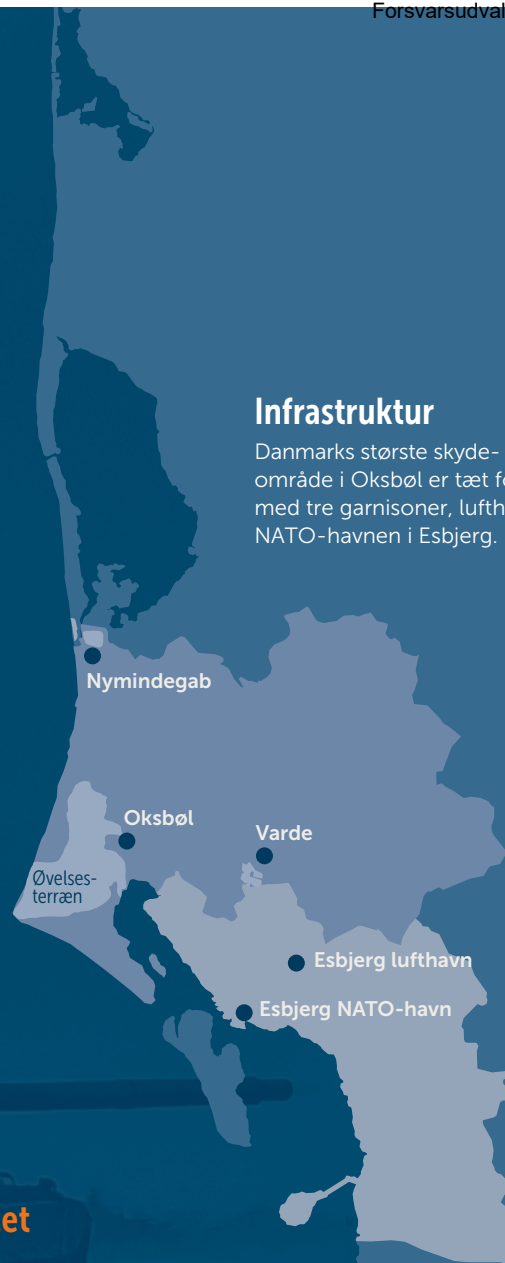 Forsvarsudval
Infrastruktur
Danmarks største skyde-
område i Oksbøl er tæt fo
med tre garnisoner, lufth
NATO-havnen i Esbjerg.
Nymindegab
Oksbøl
Varde
Øvelses-
terræn
Esbjerg lufthavn
Esbjerg NATO-havn
et